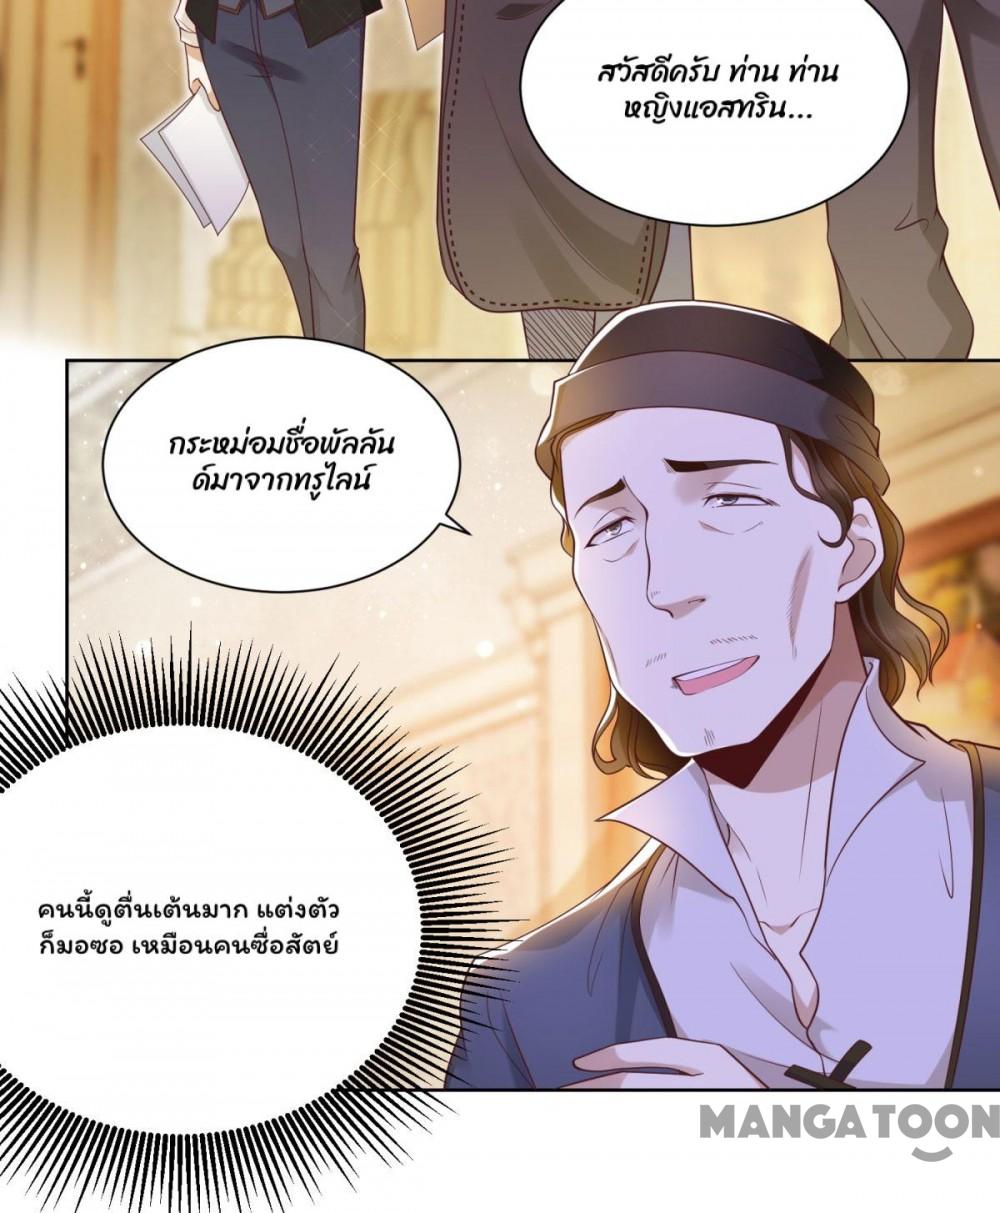 สวัสดีครับ ท่าน ท่าน
หญิงแอสทริน...
กระหม่อมชื่อพัลลัน
ด์มาจากทรูไลน์
คนนี้ดูตื่นเต้นมาก แต่งตัว
ก็มอซอ เหมือนคนซื่อสัตย์
MANGATOON